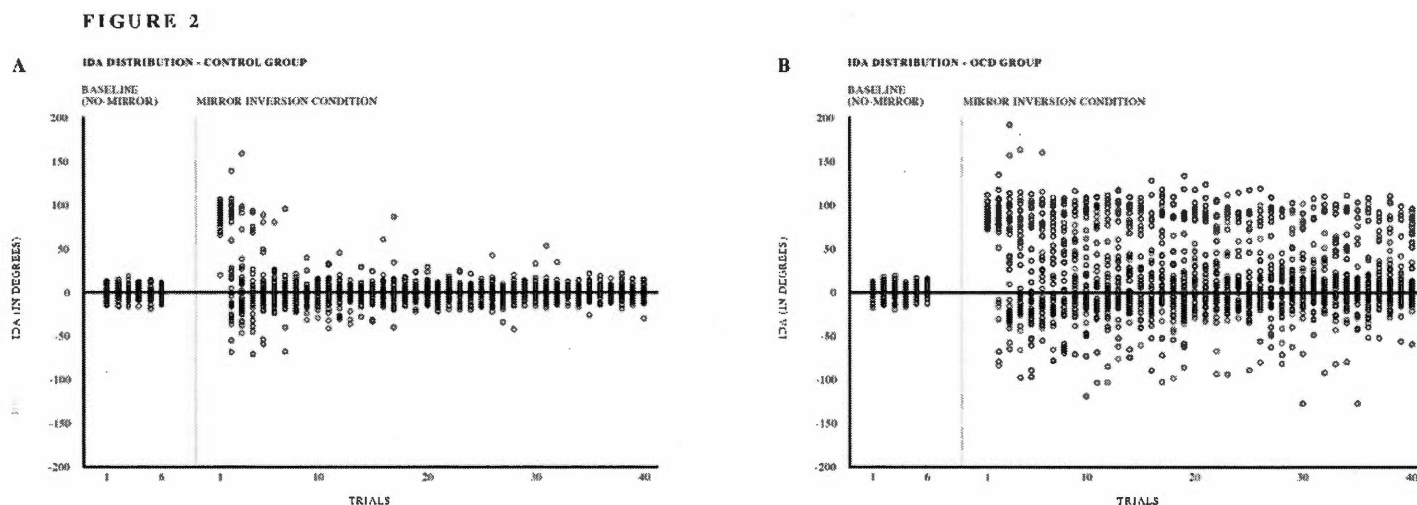 FIGURE 2
A
IDA DISTRIBUTION - CONTROL GROUP
BASELINE
(NO-MIRROR)
MIRROR INVERSION CONDITION
IDA (IN DEGREES)
200
150
100
50
0
-50
-100
-150
-200
1
6
1
10
20
30
40
TRIALS
B
IDA DISTRIBUTION - OCD GROUP
BASELINE
(NO-MIRROR)
MIRROR INVERSION CONDITION
IDA (IN DEGREES)
200
150
100
50
0
-50
-100
-150
-200
1
6
1
10
20
30
40
TRIALS